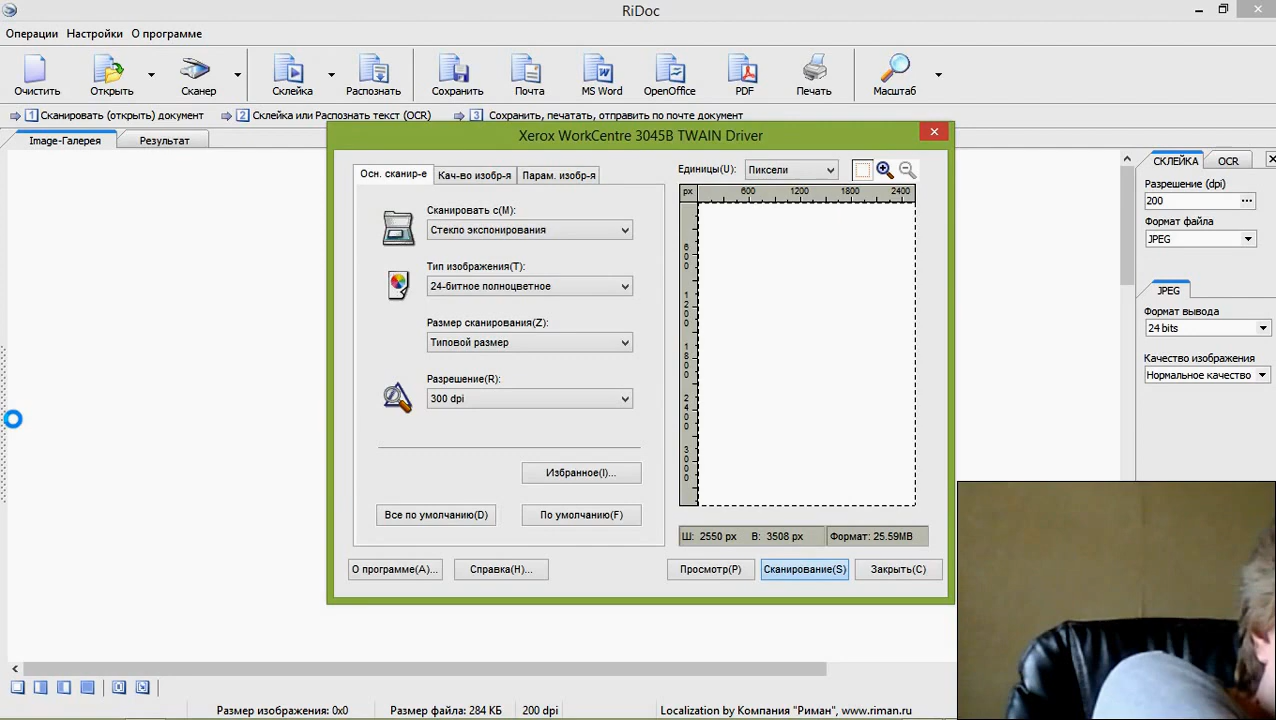 RiDoc
Операции Настройки О программе
Очистить Открыть Сканер Склейка Распознать Сохранить Почта MS Word OpenOffice PDF Печать Масштаб
1 Сканировать (открыть) документ 2 Склейка или Распознать текст (OCR) 3 Сохранить, печатать, отправить по почте документ
Image-Галерея Результат
Xerox WorkCentre 3045B TWAIN Driver
Осн. сканир-е Кач-во изобр-я Парам. изобр-я
Сканировать с(M):
Стекло экспонирования
Тип изображения(T):
24-битное полноцветное
Размер сканирования(Z):
Типовой размер
Разрешение(R):
300 dpi
Избранное(I)...
Все по умолчанию(D) По умолчанию(F)
О программе(A)... Справка(H)...
Единицы(U): Пиксели
px 600 1200 1800 2400
600
1200
1800
2400
3000
Ш: 2550 px В: 3508 px Формат: 25.59MB
Просмотр(P) Сканирование(S) Закрыть(C)
СКЛЕЙКА OCR
Разрешение (dpi)
200
Формат файла
JPEG
JPEG
Формат вывода
24 bits
Качество изображения
Нормальное качество
Размер изображения: 0x0 Размер файла: 284 КБ 200 dpi Localization by Компания "Риман", www.riman.ru